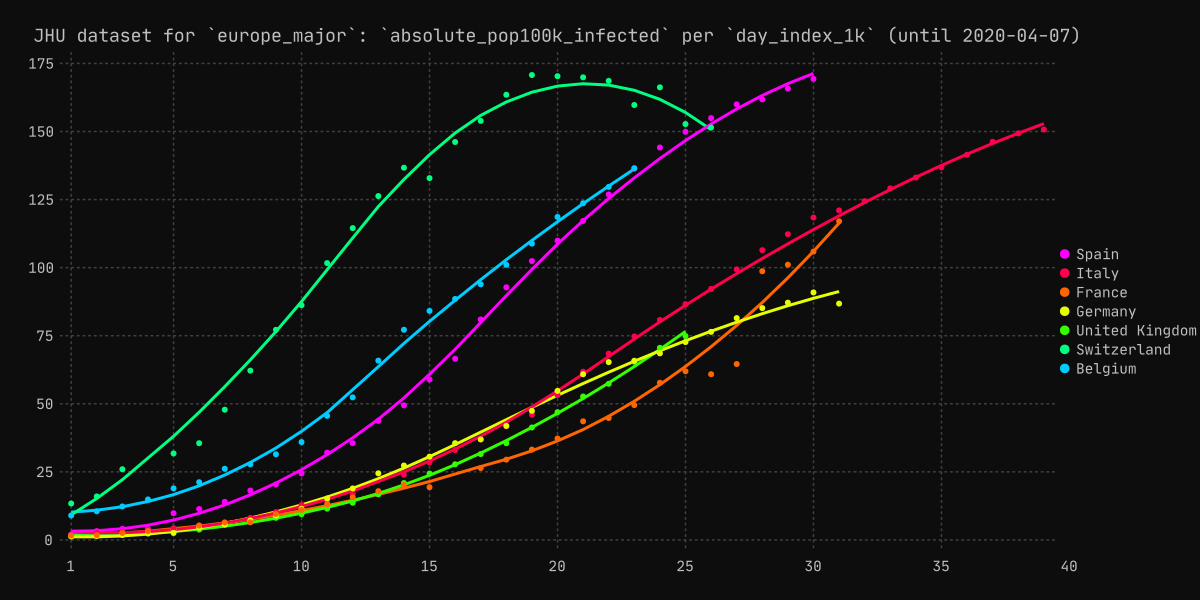 JHU dataset for `europe_major`: `absolute_pop100k_infected` per `day_index_1k` (until 2020-04-07)
175
150
125
100
75
50
25
0
1 5 10 15 20 25 30 35 40
Spain
Italy
France
Germany
United Kingdom
Switzerland
Belgium